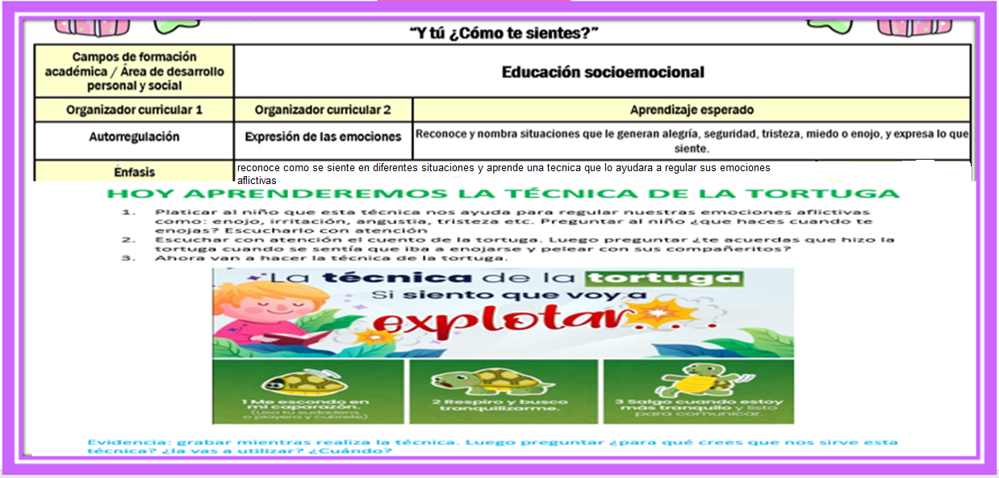 “Y tú ¿Cómo te sientes?”
Campos de formación
académica / Área de desarrollo
personal y social
Educación socioemocional
Organizador curricular 1
Organizador curricular 2
Aprendizaje esperado
Autorregulación
Expresión de las emociones
Reconoce y nombra situaciones que le generan alegría, seguridad, tristeza, miedo o enojo, y expresa lo que
siente.
Enfasis
reconoce como se siente en diferentes situaciones y aprende una tecnica que lo ayudara a regular sus emociones
aflictivas
HOY APRENDEREMOS LA TÉCNICA DE LA TORTUGA
1. Platicar al niño que esta técnica nos ayuda para regular nuestras emociones aflictivas
como: enojo, irritación, angustia, tristeza etc. Preguntar al niño ¿que haces cuando te
enojas? Escucharlo con atención
2. Escuchar con atención el cuento de la tortuga. Luego preguntar ¿te acuerdas que hizo la
tortuga cuando se sentía que iba a enojarse y pelear con sus compañeritos?
3. Ahora van a hacer la técnica de la tortuga.
La técnica de la tortuga
Si siento que voy a
explotar...
1 Me escondo en
mi caparazón.
(Usa tu sudadera,
o playera y cubrete)
2 Respiro y busco
tranquilizarme.
3 Salgo cuando estoy
más tranquilo y listo
para comunicar.
Evidencia: grabar mientras realiza la técnica. Luego preguntar ¿para qué crees que nos sirve esta
técnica? ¿la vas a utilizar? ¿Cuándo?